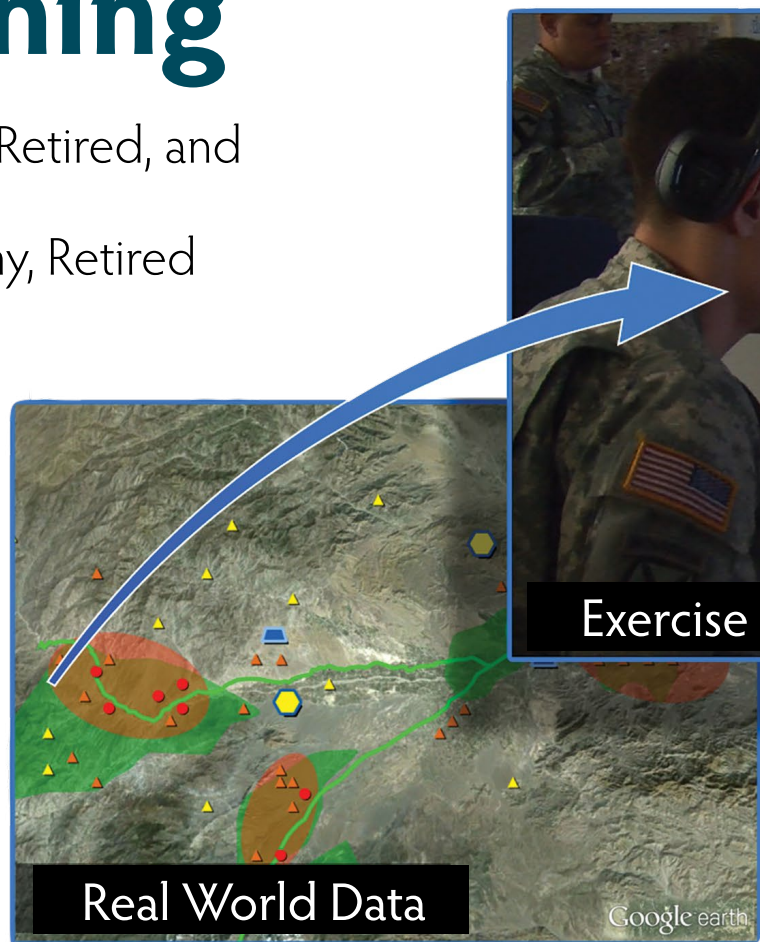 ning
Retired, and
y, Retired
Exercise
Real World Data
Google earth